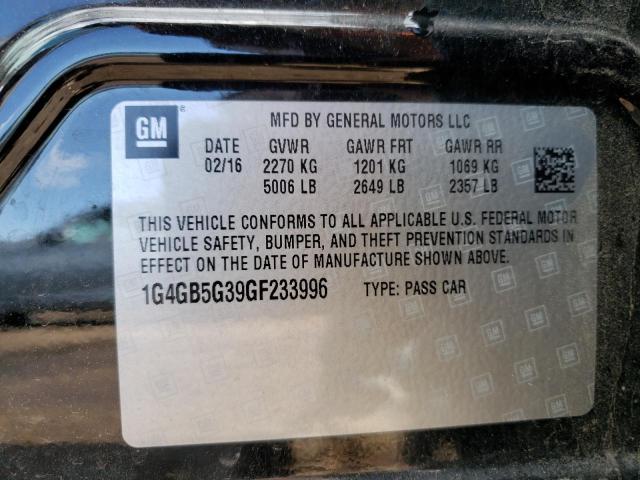 GM ® MFD BY GENERAL MOTORS LLC
DATE GVWR GAWR FRT GAWR RR
02/16 2270 KG 1201 KG 1069 KG
5006 LB 2649 LB 2357 LB
THIS VEHICLE CONFORMS TO ALL APPLICABLE U.S. FEDERAL MOTOR
VEHICLE SAFETY, BUMPER, AND THEFT PREVENTION STANDARDS IN
EFFECT ON THE DATE OF MANUFACTURE SHOWN ABOVE.
1G4GB5G39GF233996 TYPE: PASS CAR